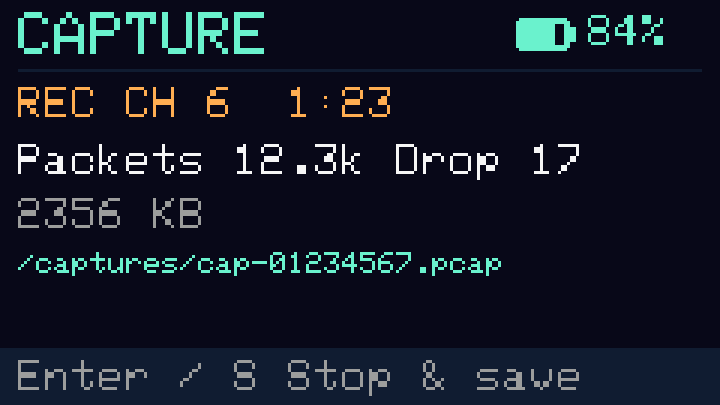 CAPTURE 84%
REC CH 6 1:23
Packets 12.3k Drop 17
2356 KB
/captures/cap-01234567.pcap
Enter / S Stop & save